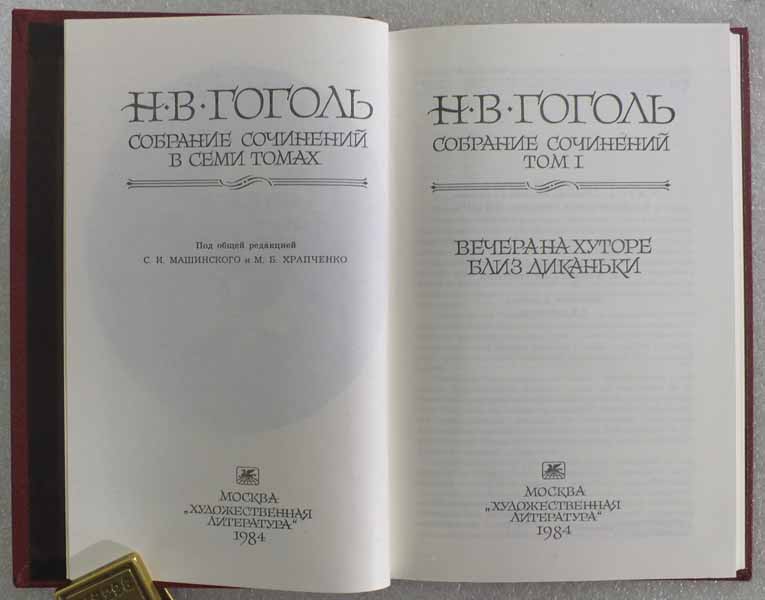 Н·В·ГОГОЛЬ
СОБРАНИЕ СОЧИНЕНИЙ
В СЕМИ ТОМАХ
Под общей редакцией
С. И. МАШИНСКОГО и М. Б. ХРАПЧЕНКО
МОСКВА
„ХУДОЖЕСТВЕННАЯ
ЛИТЕРАТУРА“
1984
Н·В·ГОГОЛЬ
СОБРАНИЕ СОЧИНЕНИЙ
ТОМ I
ВЕЧЕРА НА ХУТОРЕ
БЛИЗ ДИКАНЬКИ
МОСКВА
„ХУДОЖЕСТВЕННАЯ
ЛИТЕРАТУРА“
1984